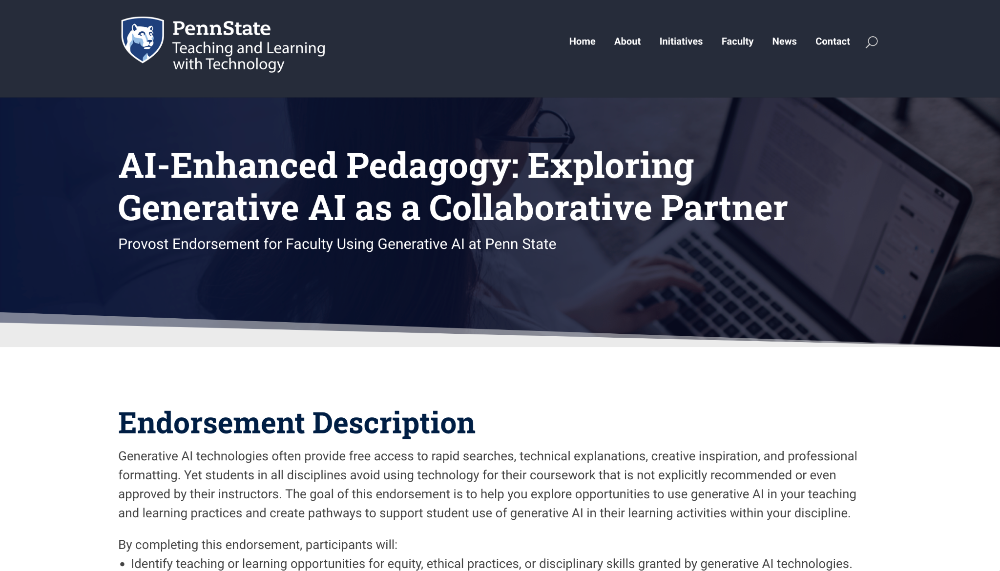 PennState
Teaching and Learning
with Technology
Home About Initiatives Faculty News Contact
AI-Enhanced Pedagogy: Exploring
Generative AI as a Collaborative Partner
Provost Endorsement for Faculty Using Generative AI at Penn State
Endorsement Description
Generative AI technologies often provide free access to rapid searches, technical explanations, creative inspiration, and professional
formatting. Yet students in all disciplines avoid using technology for their coursework that is not explicitly recommended or even
approved by their instructors. The goal of this endorsement is to help you explore opportunities to use generative AI in your teaching
and learning practices and create pathways to support student use of generative AI in their learning activities within your discipline.
By completing this endorsement, participants will:
• Identify teaching or learning opportunities for equity, ethical practices, or disciplinary skills granted by generative AI technologies.